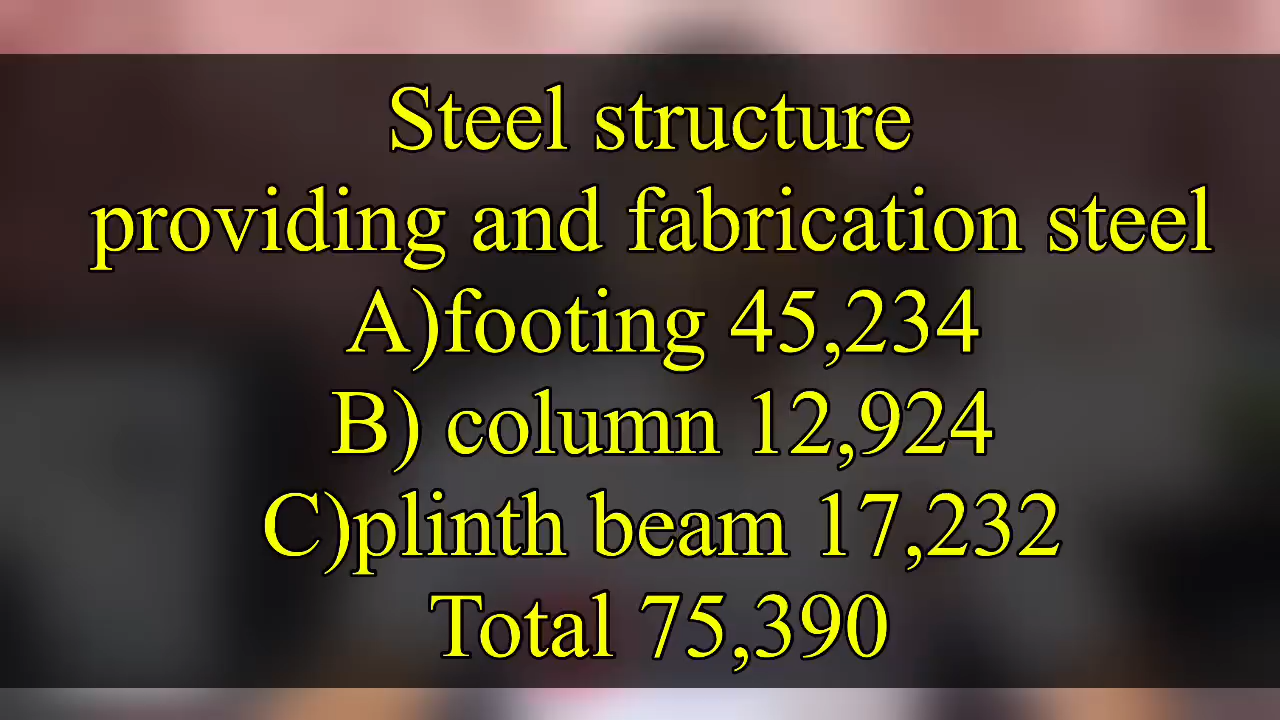 Steel structure
providing and fabrication steel
A)footing 45,234
B) column 12,924
C)plinth beam 17,232
Total 75,390